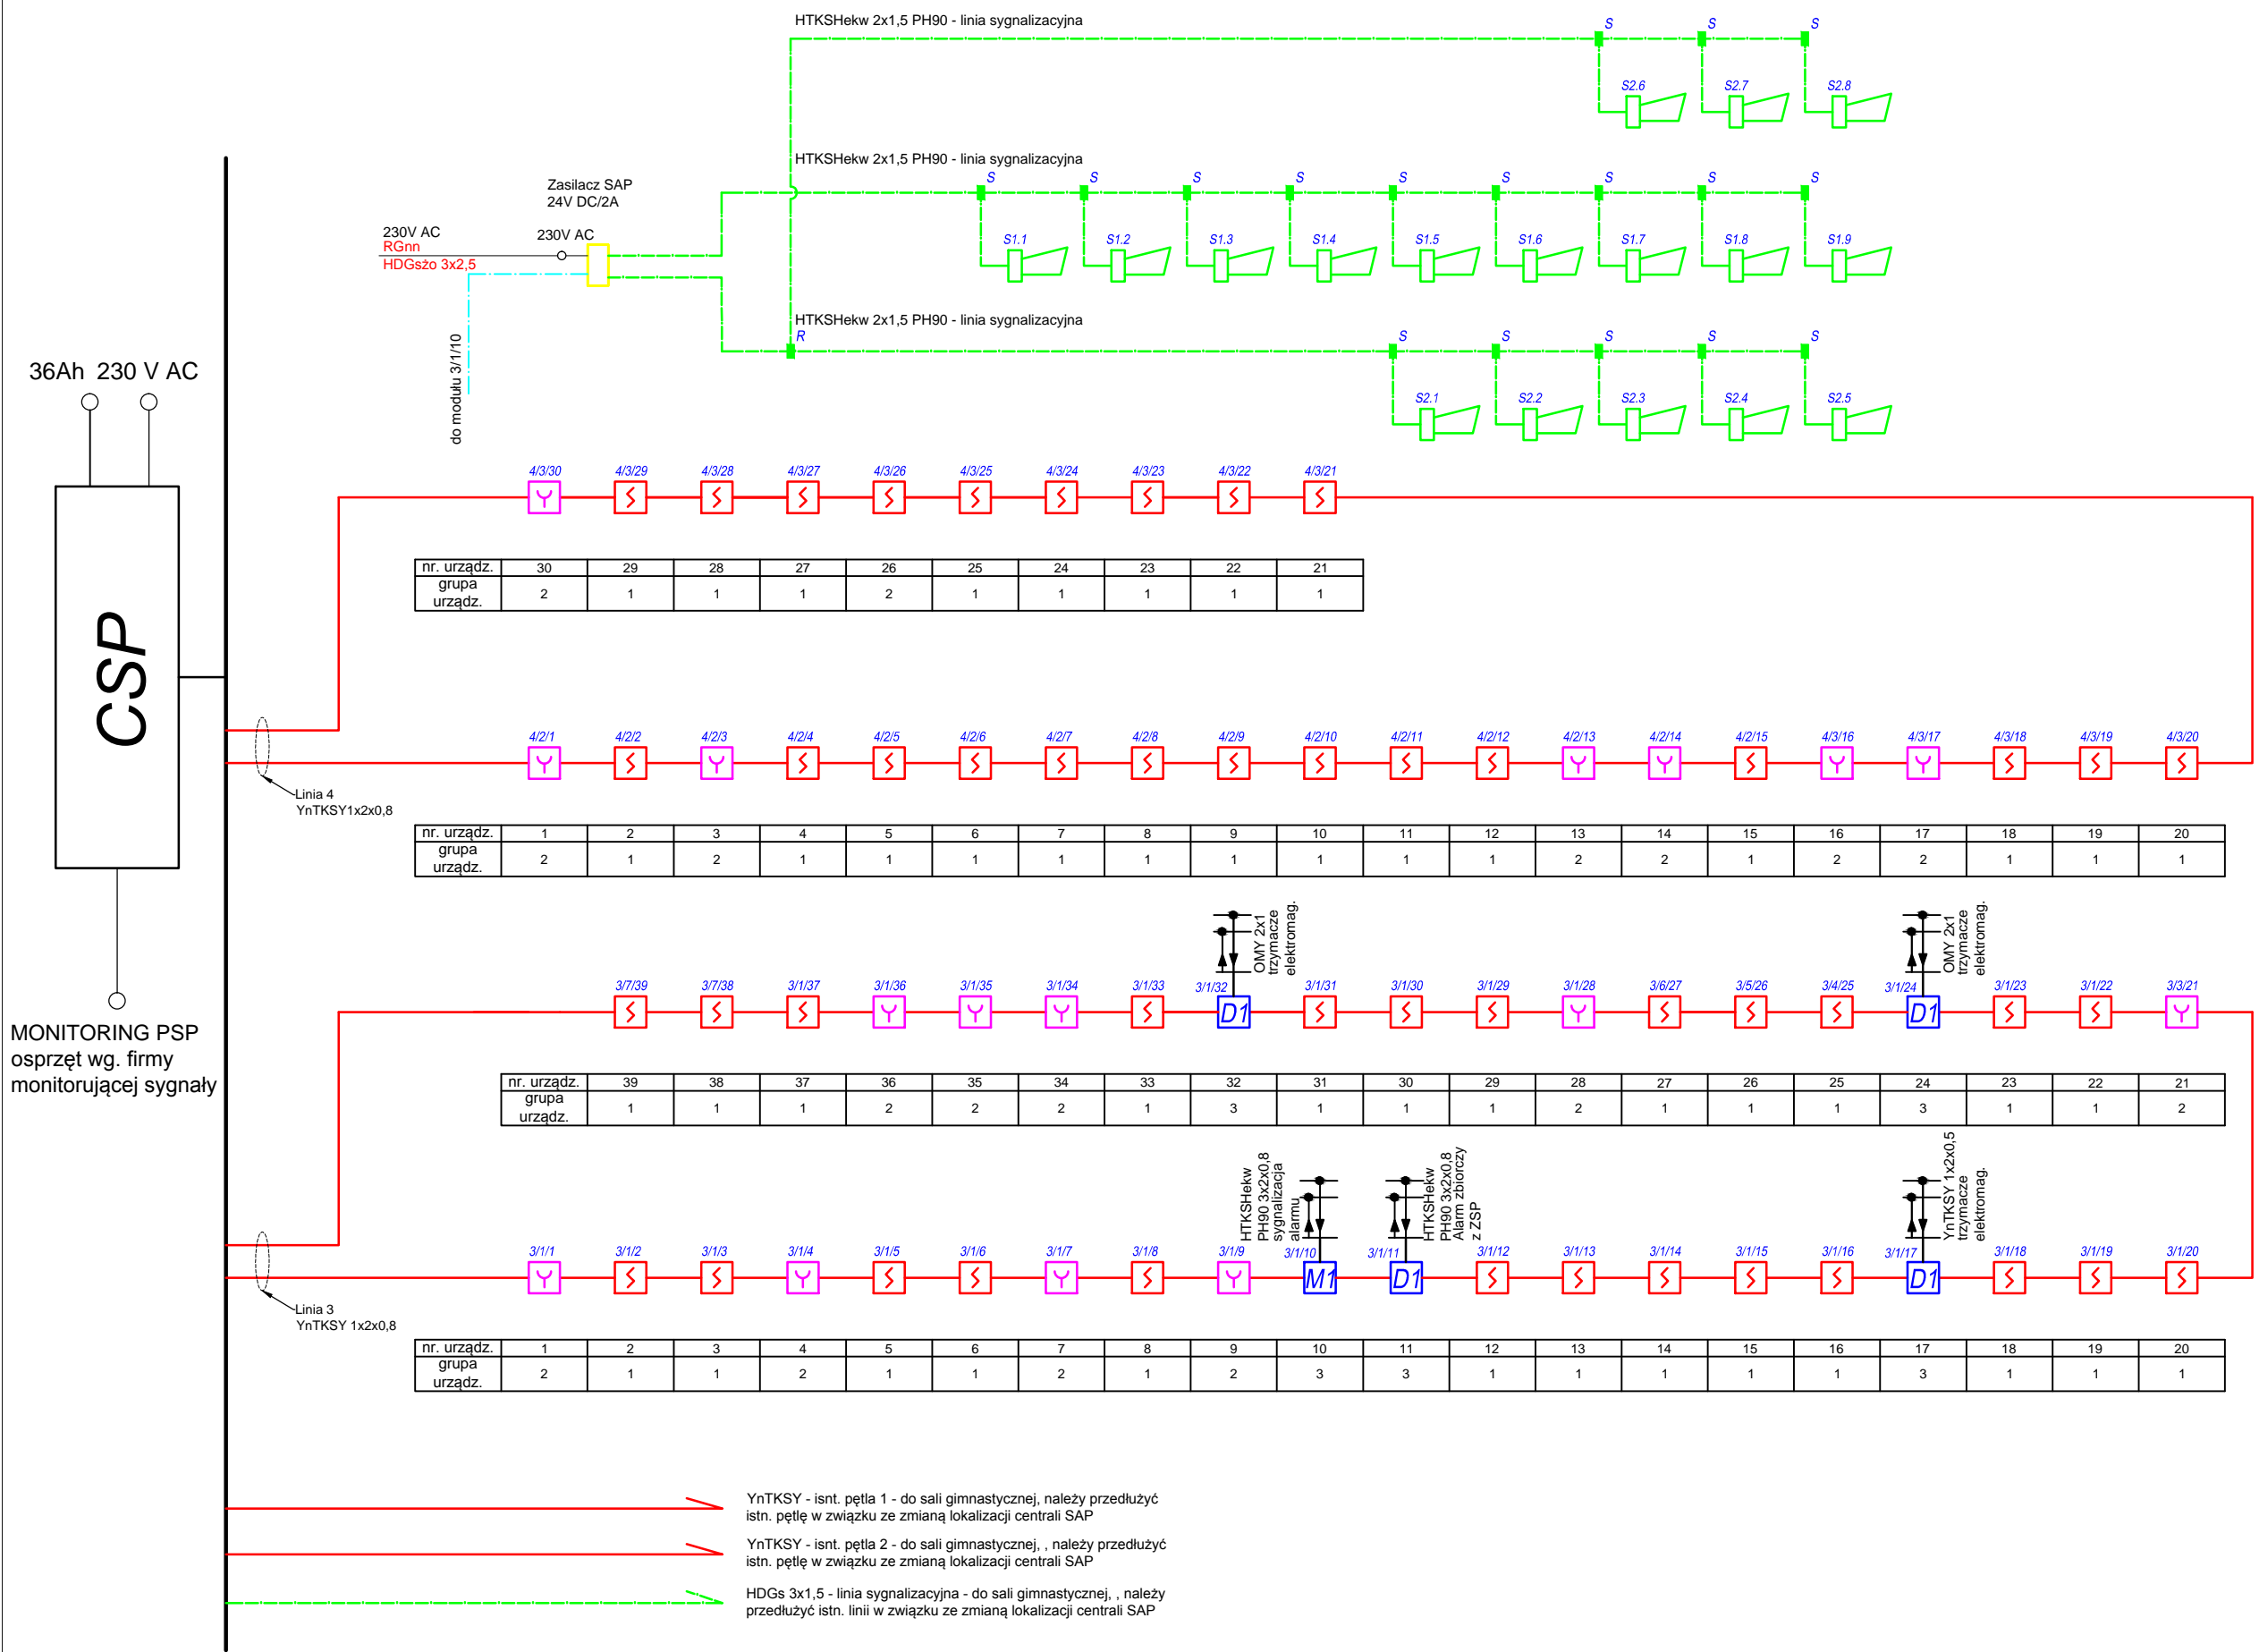 HTKSHekw 2x1,5 PH90 - linia sygnalizacyjna
S S S
S2.6 S2.7 S2.8
HTKSHekw 2x1,5 PH90 - linia sygnalizacyjna
S S S S S S S S S
S1.1 S1.2 S1.3 S1.4 S1.5 S1.6 S1.7 S1.8 S1.9
Zasilacz SAP
24V DC/2A
230V AC
RGnn
HDGsżo 3x2,5
230V AC
do modułu 3/1/10
HTKSHekw 2x1,5 PH90 - linia sygnalizacyjna
R
S S S S S
S2.1 S2.2 S2.3 S2.4 S2.5
36Ah 230 V AC
CSP
MONITORING PSP
osprzęt wg. firmy
monitorującej sygnały
4/3/30 4/3/29 4/3/28 4/3/27 4/3/26 4/3/25 4/3/24 4/3/23 4/3/22 4/3/21
nr. urządz. 30 29 28 27 26 25 24 23 22 21
grupa
urządz. 2 1 1 1 2 1 1 1 1 1
4/2/1 4/2/2 4/2/3 4/2/4 4/2/5 4/2/6 4/2/7 4/2/8 4/2/9 4/2/10 4/2/11 4/2/12 4/2/13 4/2/14 4/2/15 4/3/16 4/3/17 4/3/18 4/3/19 4/3/20
Linia 4
YnTKSY1x2x0,8
nr. urządz. 1 2 3 4 5 6 7 8 9 10 11 12 13 14 15 16 17 18 19 20
grupa
urządz. 2 1 2 1 1 1 1 1 1 1 1 1 2 2 1 2 2 1 1 1
OMY 2x1
trzymacze
elektromag.
OMY 2x1
trzymacze
elektromag.
3/7/39 3/7/38 3/1/37 3/1/36 3/1/35 3/1/34 3/1/33 3/1/32 3/1/31 3/1/30 3/1/29 3/1/28 3/6/27 3/5/26 3/4/25 3/1/24 3/1/23 3/1/22 3/3/21
D1 D1
nr. urządz. 39 38 37 36 35 34 33 32 31 30 29 28 27 26 25 24 23 22 21
grupa
urządz. 1 1 1 2 2 2 1 3 1 1 1 2 1 1 1 3 1 1 2
HTKSHekw
PH90 3x2x0,8
sygnalizacja
alarmu
HTKSHekw
PH90 3x2x0,8
Alarm zbiorczy
z ZSP
YnTKSY 1x2x0,5
trzymacze
elektromag.
3/1/1 3/1/2 3/1/3 3/1/4 3/1/5 3/1/6 3/1/7 3/1/8 3/1/9 3/1/10 3/1/11 3/1/12 3/1/13 3/1/14 3/1/15 3/1/16 3/1/17 3/1/18 3/1/19 3/1/20
M1 D1 D1
Linia 3
YnTKSY 1x2x0,8
nr. urządz. 1 2 3 4 5 6 7 8 9 10 11 12 13 14 15 16 17 18 19 20
grupa
urządz. 2 1 1 2 1 1 2 1 2 3 3 1 1 1 1 1 3 1 1 1
YnTKSY - isnt. pętla 1 - do sali gimnastycznej, należy przedłużyć
istn. pętlę w związku ze zmianą lokalizacji centrali SAP
YnTKSY - isnt. pętla 2 - do sali gimnastycznej, , należy przedłużyć
istn. pętlę w związku ze zmianą lokalizacji centrali SAP
HDGs 3x1,5 - linia sygnalizacyjna - do sali gimnastycznej, , należy
przedłużyć istn. linii w związku ze zmianą lokalizacji centrali SAP